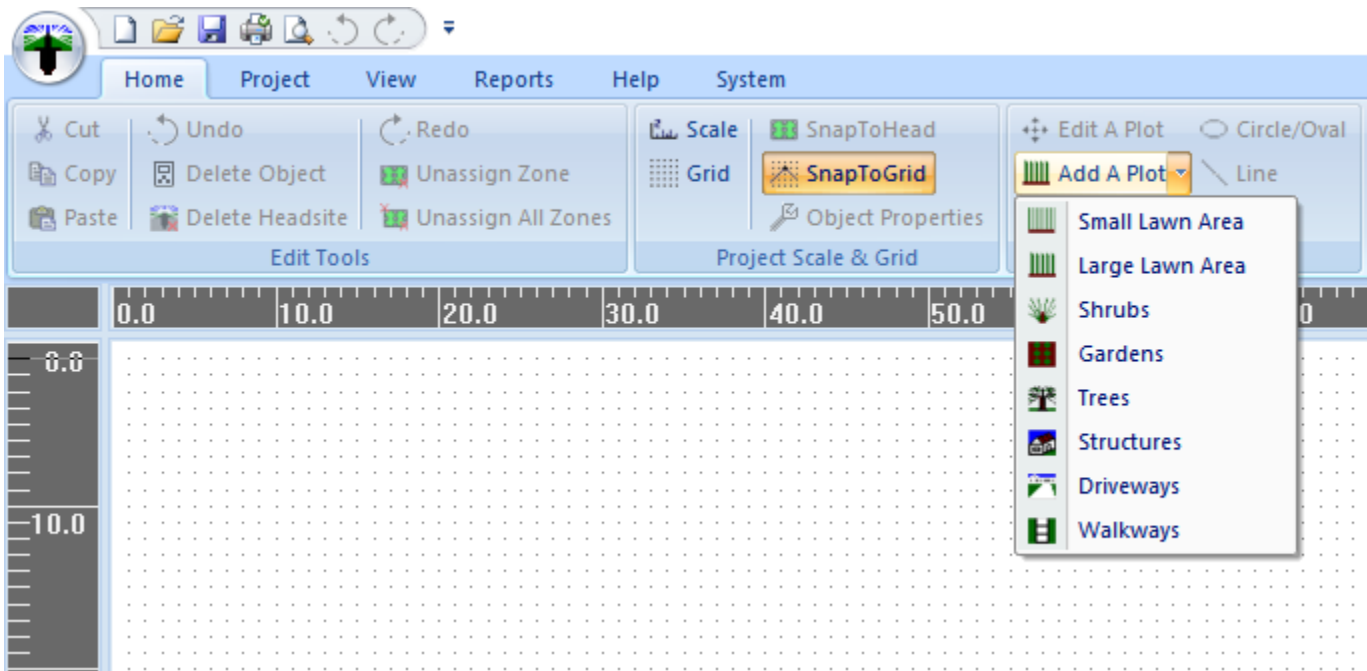 Home Project View Reports Help System
Cut Undo Redo Scale SnapToHead Edit A Plot Circle/Oval
Copy Delete Object Unassign Zone Grid SnapToGrid Add A Plot Line
Paste Delete Headsite Unassign All Zones Object Properties
Edit Tools Project Scale & Grid
Small Lawn Area
Large Lawn Area
Shrubs
Gardens
Trees
Structures
Driveways
Walkways
0.0 10.0 20.0 30.0 40.0 50.0 0
0.0
10.0